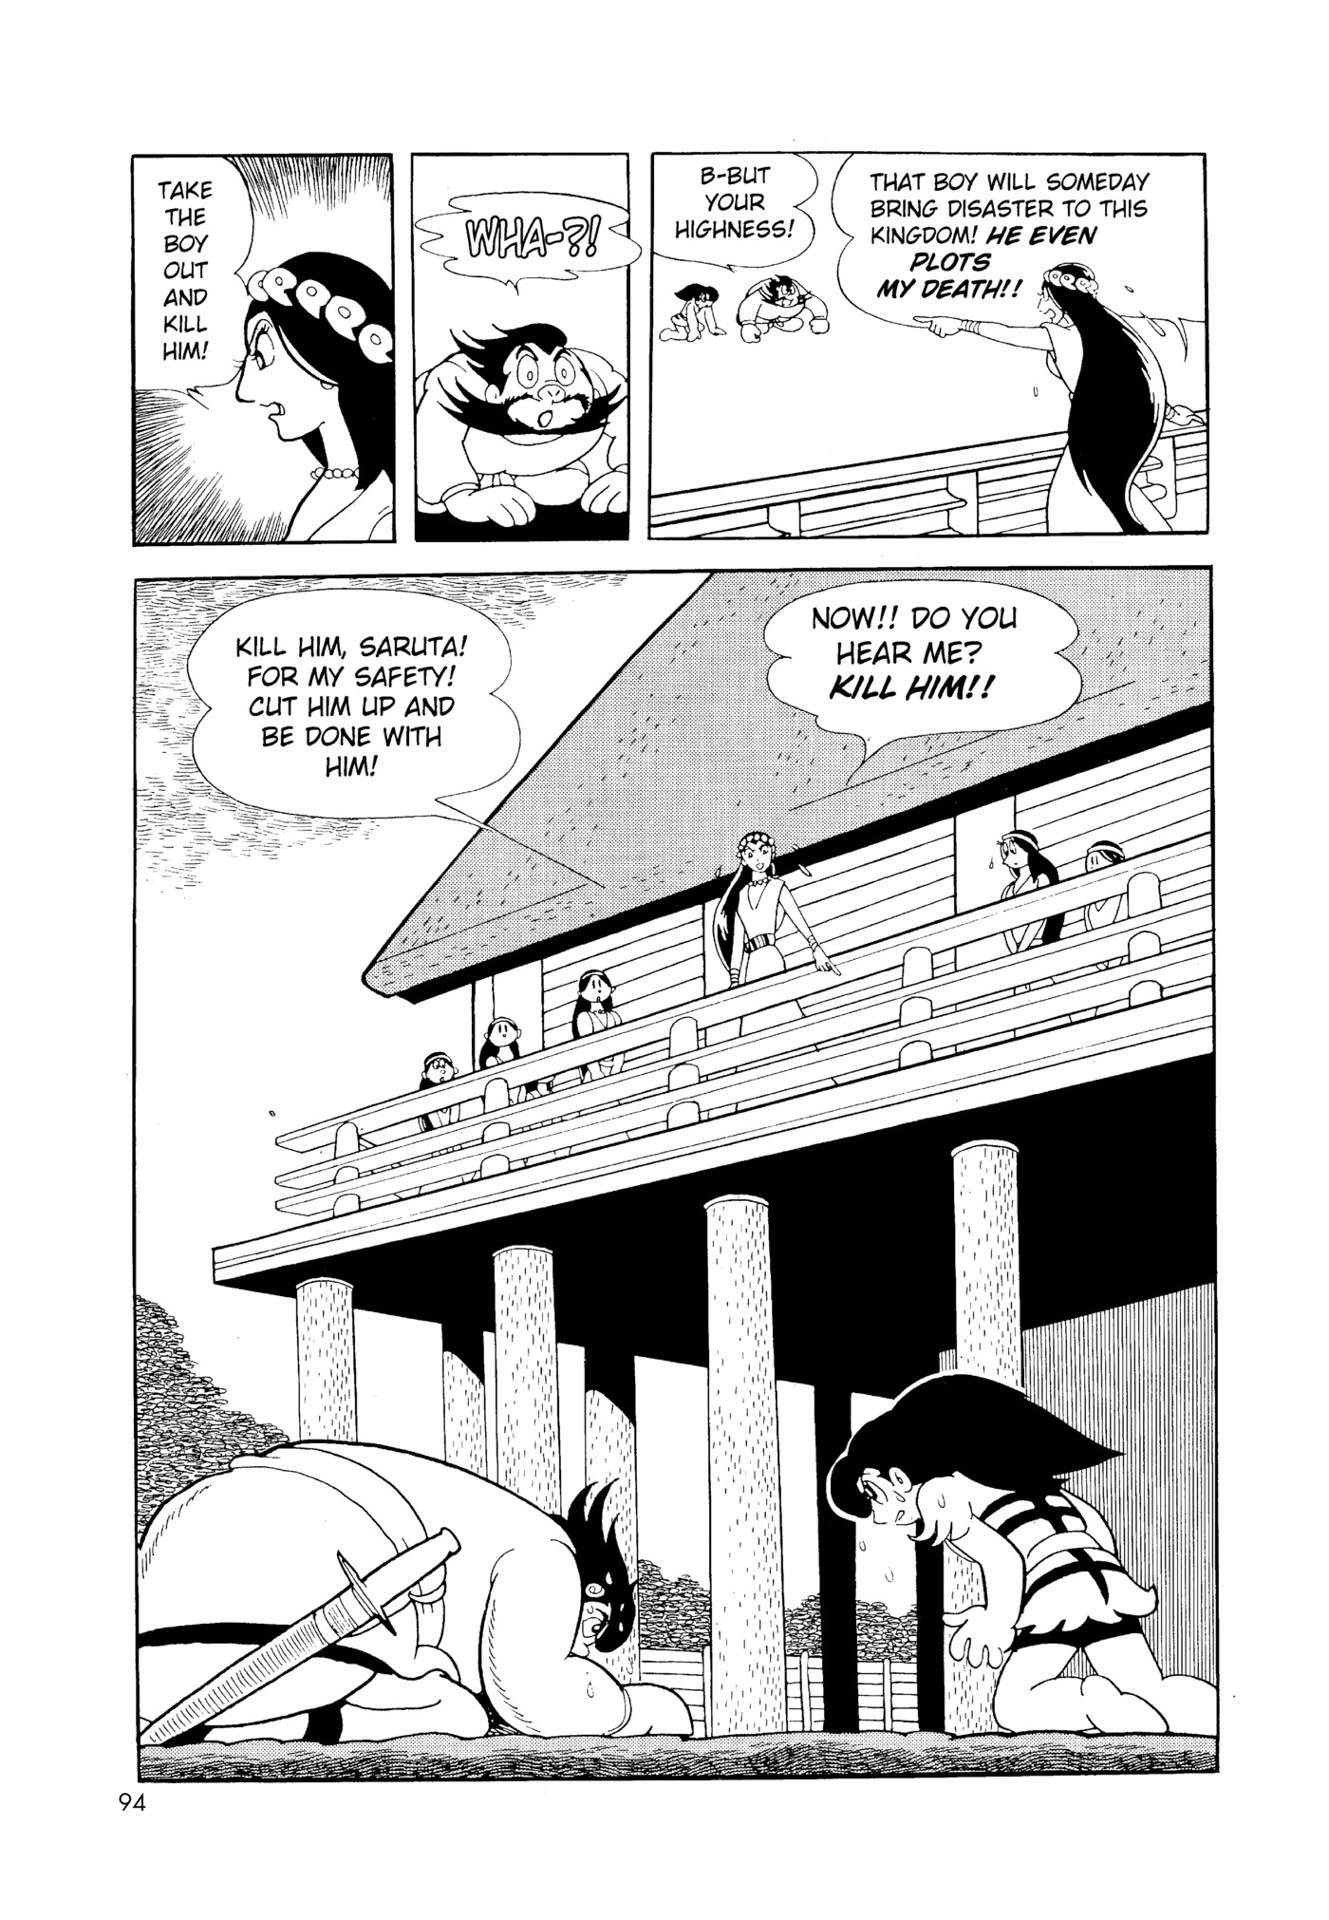 TAKE
THE
BOY
OUT
AND
KILL
HIM!
WHA-?!
B-BUT
YOUR
HIGHNESS!
THAT BOY WILL SOMEDAY
BRING DISASTER TO THIS
KINGDOM! HE EVEN
PLOTS
MY DEATH!!
KILL HIM, SARUTA!
FOR MY SAFETY!
CUT HIM UP AND
BE DONE WITH
HIM!
NOW!! DO YOU
HEAR ME?
KILL HIM!!
94